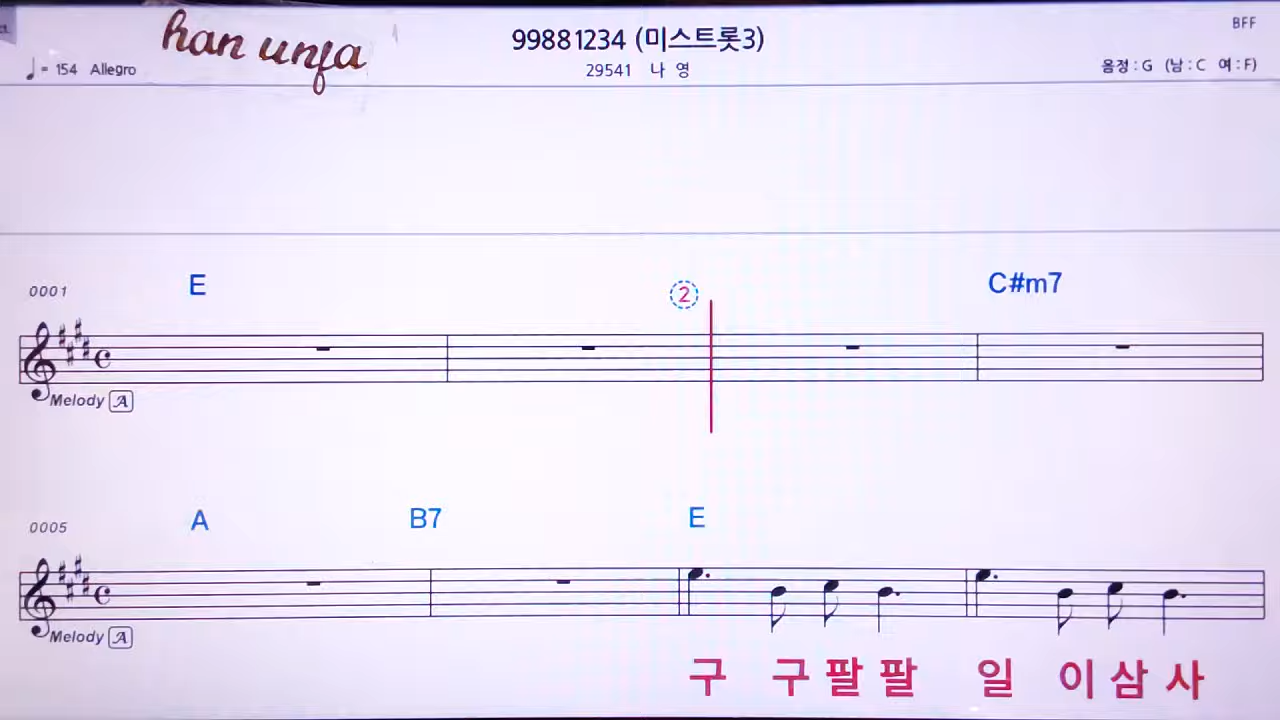 han unfa
99881234 (미스트롯3)
BFF
♩= 154 Allegro
29541 나 영
음정 : G (남 : C 여 : F)
0001
E
2
C#m7
Melody A
0005
A B7 E
Melody A
구 구 팔 팔 일 이 삼 사